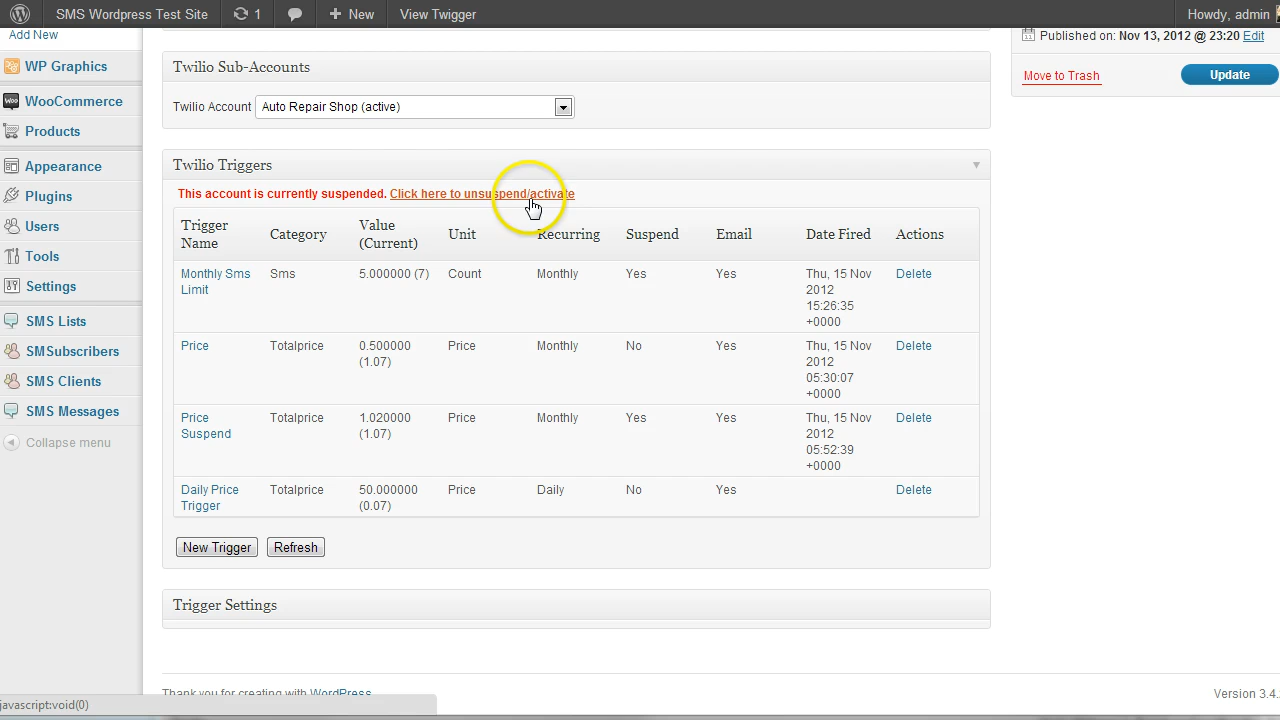 SMS Wordpress Test Site 1 New View Twigger Howdy, admin
Add New
WP Graphics
WooCommerce
Products
Appearance
Plugins
Users
Tools
Settings
SMS Lists
SMSubscribers
SMS Clients
SMS Messages
Collapse menu
Twilio Sub-Accounts
Twilio Account Auto Repair Shop (active)
Twilio Triggers
This account is currently suspended. Click here to unsuspend/activate
Trigger Name Category Value (Current) Unit Recurring Suspend Email Date Fired Actions
Monthly Sms Limit Sms 5.000000 (7) Count Monthly Yes Yes Thu, 15 Nov 2012 15:26:35 +0000 Delete
Price Totalprice 0.500000 (1.07) Price Monthly No Yes Thu, 15 Nov 2012 05:30:07 +0000 Delete
Price Suspend Totalprice 1.020000 (1.07) Price Monthly Yes Yes Thu, 15 Nov 2012 05:52:39 +0000 Delete
Daily Price Trigger Totalprice 50.000000 (0.07) Price Daily No Yes Delete
New Trigger Refresh
Trigger Settings
Thank you for creating with WordPress
Version 3.4.
Published on: Nov 13, 2012 @ 23:20 Edit
Move to Trash Update
javascript:void(0)